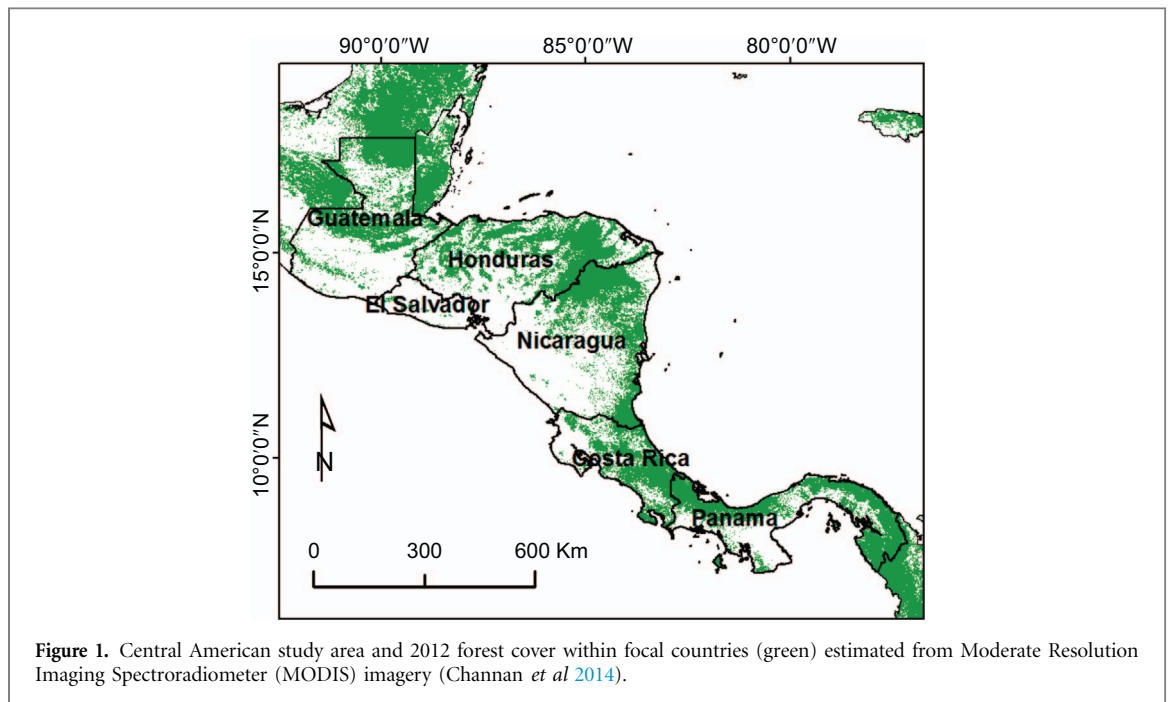 90°0′0″W 85°0′0″W 80°0′0″W
15°0′0″N
10°0′0″N
Guatemala
Honduras
El Salvador
Nicaragua
Costa Rica
Panama
N
0 300 600 Km
Figure 1. Central American study area and 2012 forest cover within focal countries (green) estimated from Moderate Resolution
Imaging Spectroradiometer (MODIS) imagery (Channan et al 2014).